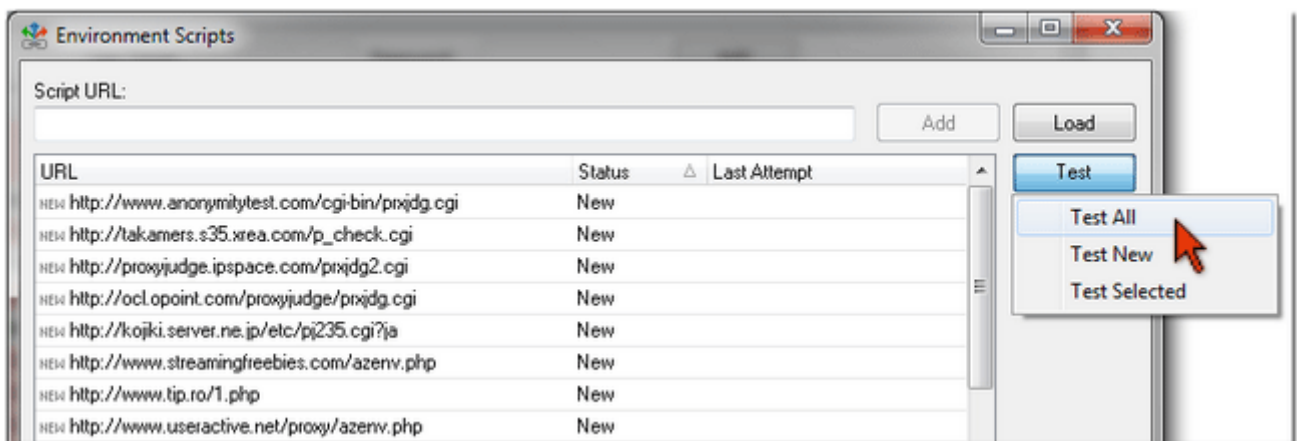 Environment Scripts
Script URL:
Add
Load
URL Status Last Attempt
Test
NEW http://www.anonymitytest.com/cgi-bin/prxjdg.cgi New
Test All
NEW http://takamers.s35.xrea.com/p_check.cgi New
Test New
NEW http://proxyjudge.ipspace.com/prxjdg2.cgi New
Test Selected
NEW http://ocl.opoint.com/proxyjudge/prxjdg.cgi New
NEW http://kojiki.server.ne.jp/etc/pj235.cgi?ja New
NEW http://www.streamingfreebies.com/azenv.php New
NEW http://www.tip.ro/1.php New
NEW http://www.useractive.net/proxy/azenv.php New